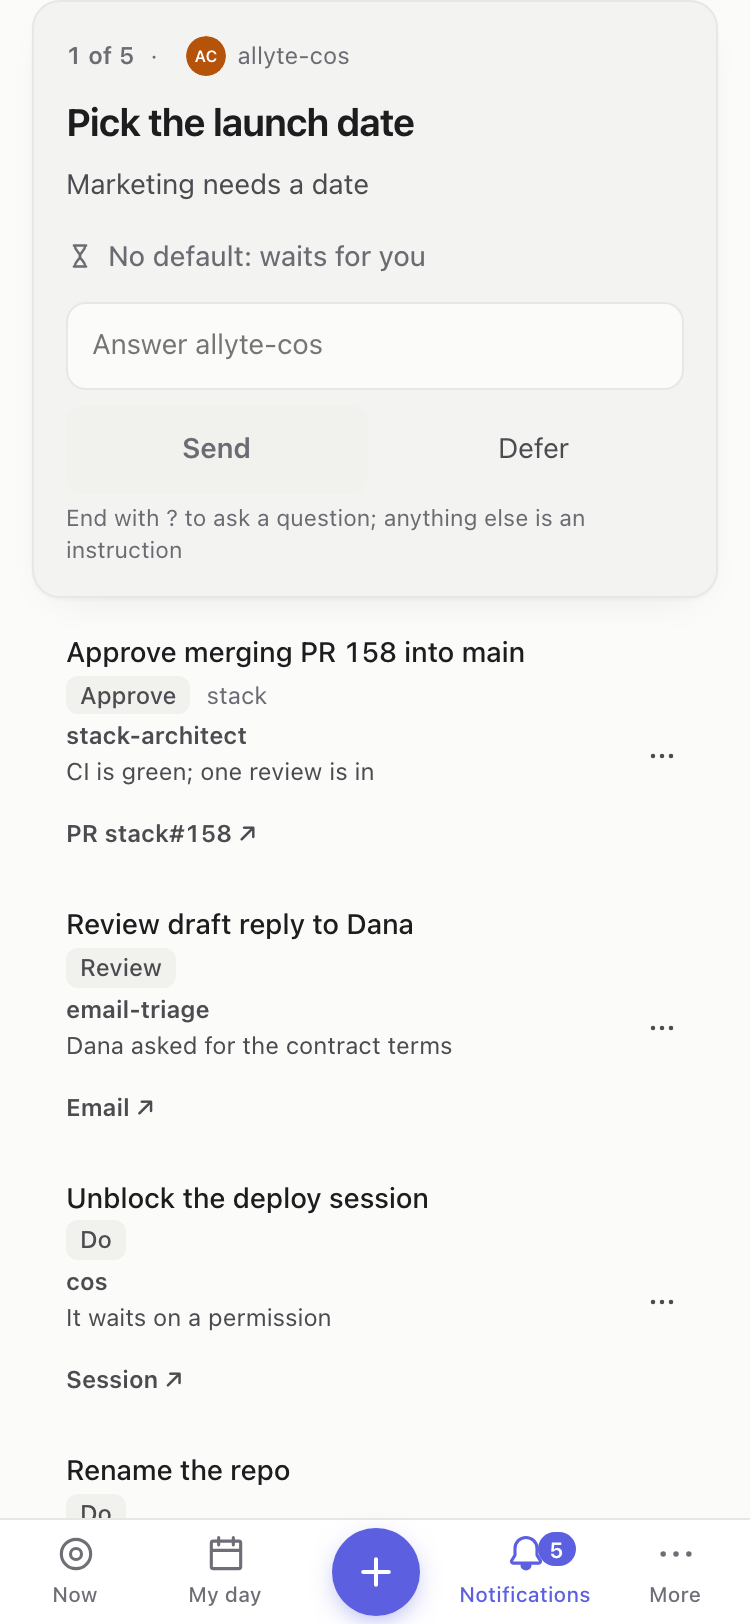 1 of 5 · AC allyte-cos
Pick the launch date
Marketing needs a date
No default: waits for you
Answer allyte-cos
Send Defer
End with ? to ask a question; anything else is an
instruction
Approve merging PR 158 into main
Approve stack
stack-architect
CI is green; one review is in
PR stack#158 ↗
Review draft reply to Dana
Review
email-triage
Dana asked for the contract terms
Email ↗
Unblock the deploy session
Do
cos
It waits on a permission
Session ↗
Rename the repo
Do
5
Now My day Notifications More